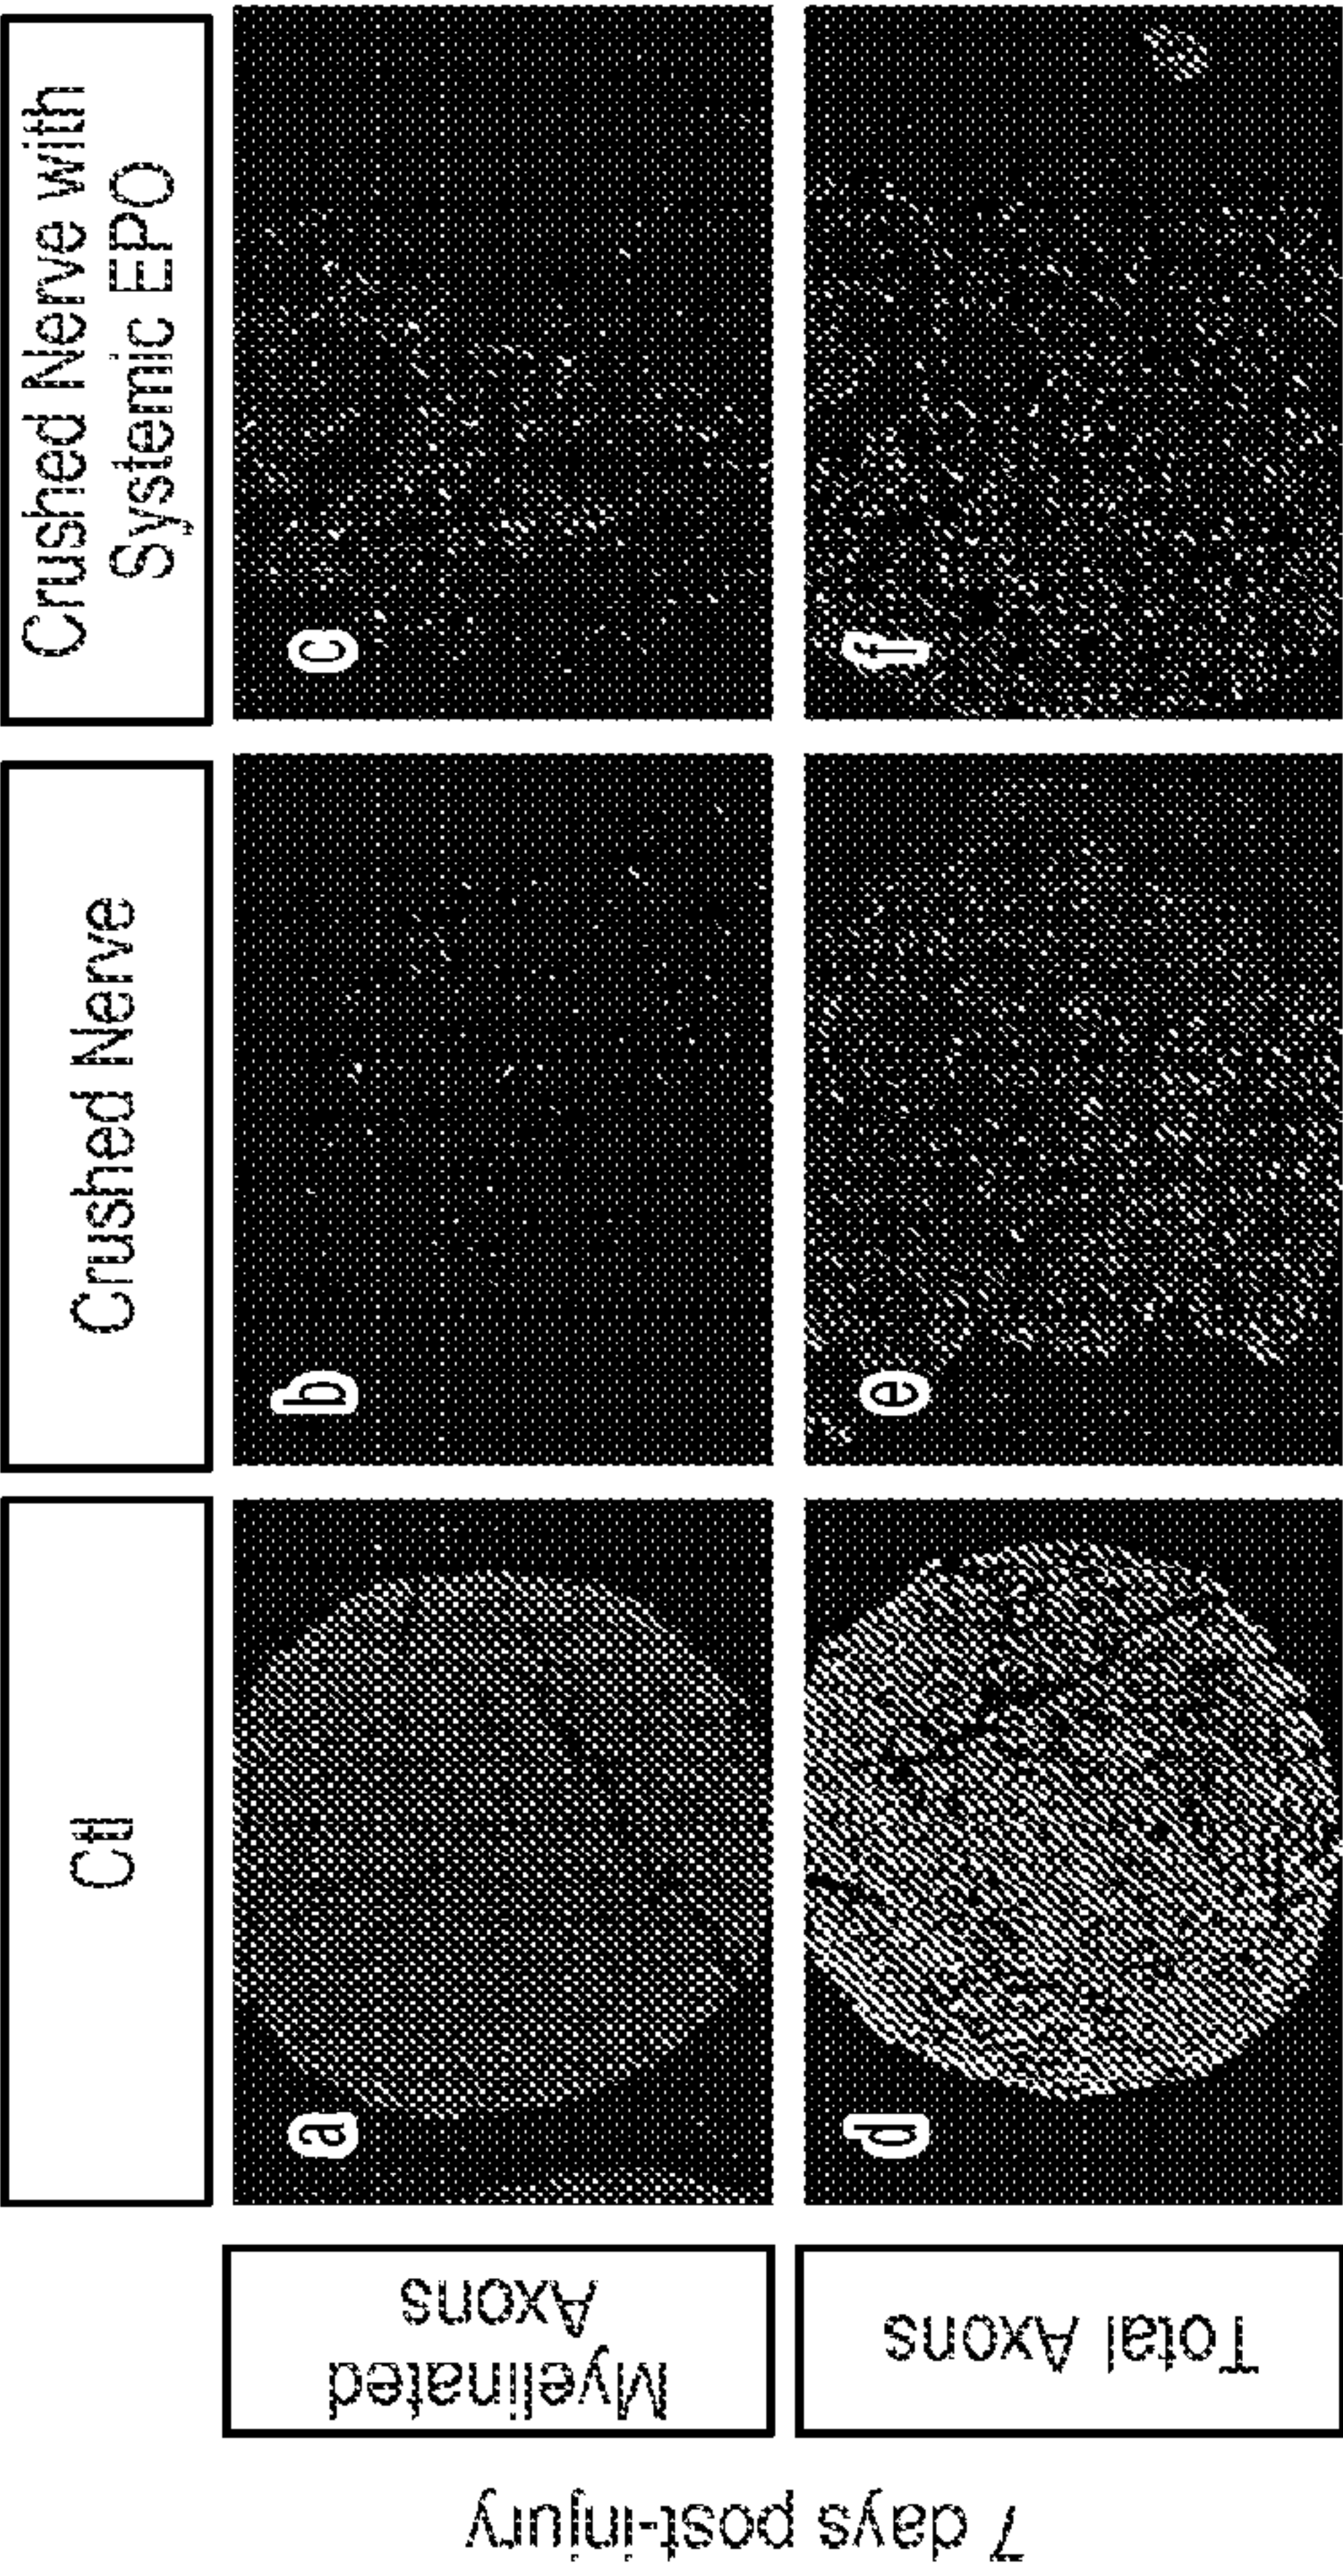 Ctl
Crushed Nerve
Crushed Nerve with
Systemic EPO
7 days post-injury
Myelinated
Axons
a
b
c
Total Axons
d
e
f